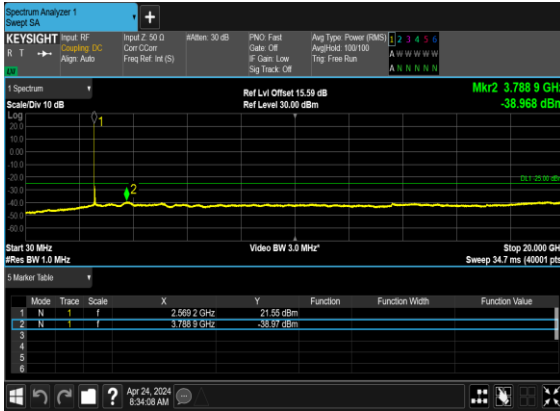 Spectrum Analyzer 1
Swept SA
+
KEYSIGHT Input: RF Input Z: 50 Ω #Atten: 30 dB PNO: Fast Avg Type: Power (RMS) 1 2 3 4 5 6
R T Coupling: DC Corr CCorr Gate: Off Avg|Hold: 100/100 A W W W W W
Align: Auto Freq Ref: Int (S) IF Gain: Low Trig: Free Run
Sig Track: Off A N N N N N
1 Spectrum Ref Lvl Offset 15.59 dB Mkr2 3.788 9 GHz
Scale/Div 10 dB Ref Level 30.00 dBm -38.968 dBm
Log
1
20.0
10.0
0.00
-10.0
-20.0
DL1 -25.00 dBm
-30.0
2
-40.0
-50.0
-60.0
Start 30 MHz Video BW 3.0 MHz* Stop 20.000 GHz
#Res BW 1.0 MHz Sweep 34.7 ms (40001 pts)
5 Marker Table
Mode Trace Scale X Y Function Function Width Function Value
1 N 1 f 2.569 2 GHz 21.55 dBm
2 N 1 f 3.788 9 GHz -38.97 dBm
3
4
5
6
? Apr 24, 2024
8:34:08 AM